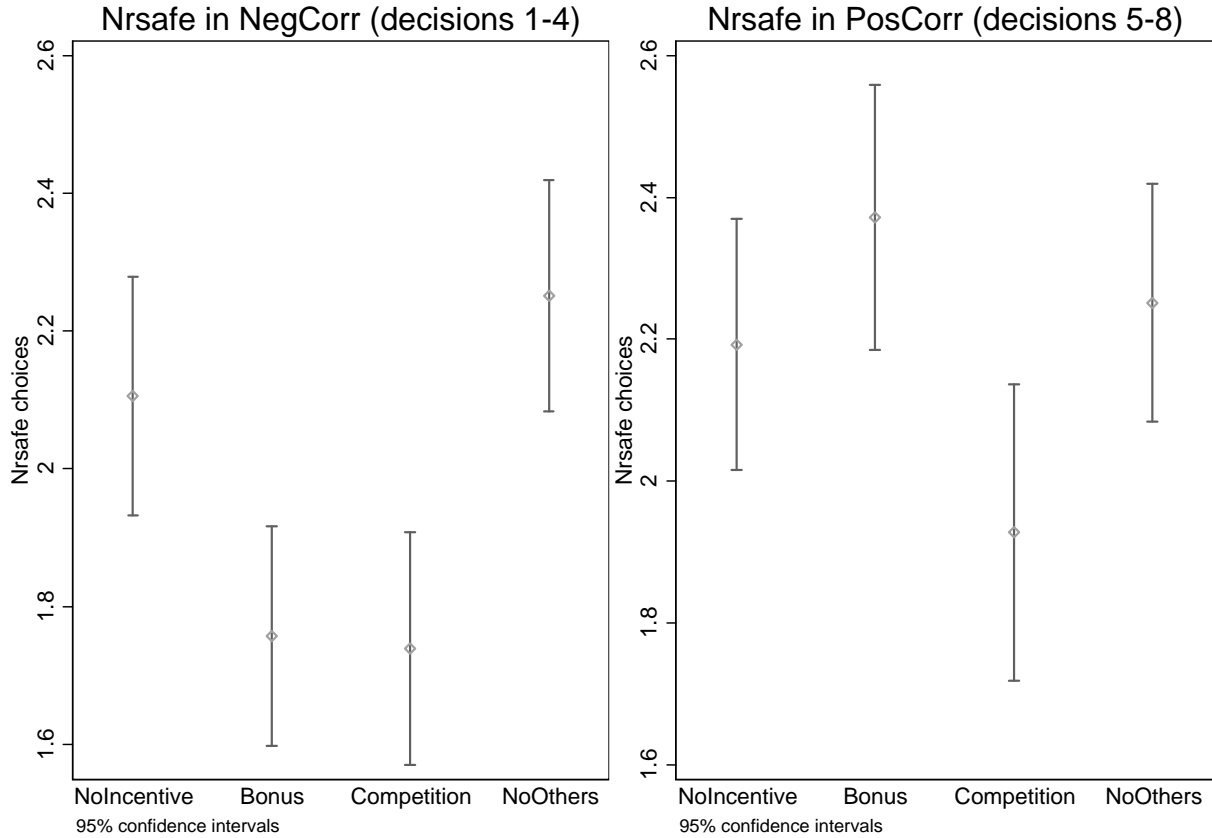 Nrsafe in NegCorr (decisions 1-4)
Nrsafe choices
2.6
2.4
2.2
2
1.8
1.6
NoIncentive Bonus Competition NoOthers
95% confidence intervals
Nrsafe in PosCorr (decisions 5-8)
Nrsafe choices
2.6
2.4
2.2
2
1.8
1.6
NoIncentive Bonus Competition NoOthers
95% confidence intervals